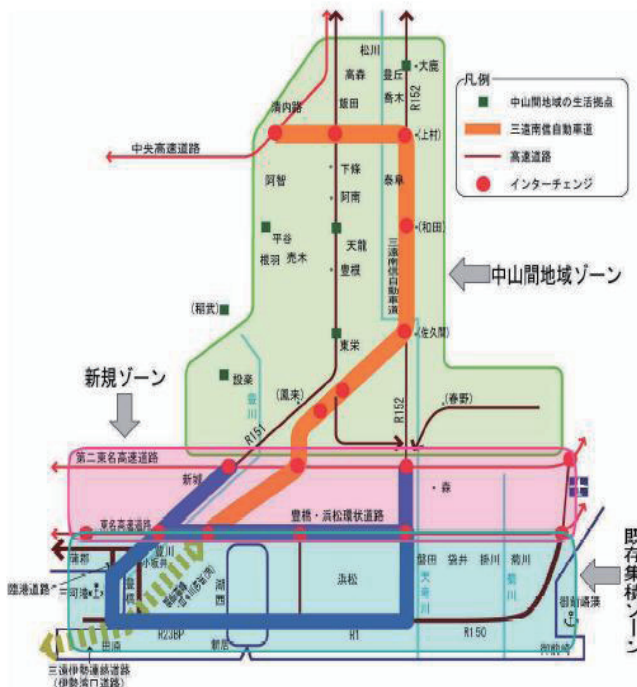 松川
高森
豊丘
大鹿
喬木
R152
清内路
飯田
(上村)
中央高速道路
下條
阿智
泰阜
阿南
(和田)
平谷
天龍
根羽
売木
豊根
三遠南信自動車道
(稲武)
(佐久間)
東栄
設楽
(鳳来)
豊川
R151
R152
(春野)
凡例
中山間地域の生活拠点
三遠南信自動車道
高速道路
インターチェンジ
中山間地域ゾーン
新規ゾーン
第二東名高速道路
新城
森
東名高速道路
豊橋・浜松環状道路
蒲郡
豊川
小坂井
陸港道路
三河港
豊橋
湖西
浜松
磐田
袋井
掛川
菊川
天竜川
菊川
御前崎港
既存集積ゾーン
田原
R23BP
新居
R1
R150
御前崎
三遠伊勢連絡道路
(伊勢湾口道路)